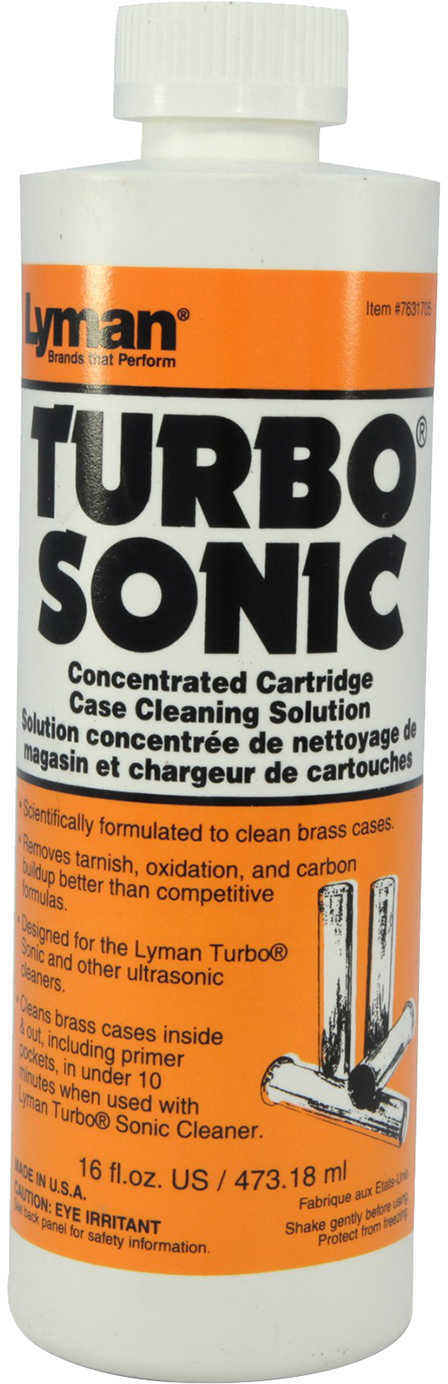 Lyman®
Brands that Perform
Item #7631705
TURBO®
SONIC
Concentrated Cartridge
Case Cleaning Solution
Solution concentrée de nettoyage de
magasin et chargeur de cartouches
• Scientifically formulated to clean brass cases.
• Removes tarnish, oxidation, and carbon
buildup better than competitive
formulas.
• Designed for the Lyman Turbo®
Sonic and other ultrasonic
cleaners.
• Cleans brass cases inside
& out, including primer
pockets, in under 10
minutes when used with
Lyman Turbo® Sonic Cleaner.
16 fl.oz. US / 473.18 ml
MADE IN U.S.A.
CAUTION: EYE IRRITANT
See back panel for safety information.
Fabrique aux Etats-Unis
Shake gently before using
Protect from freezing